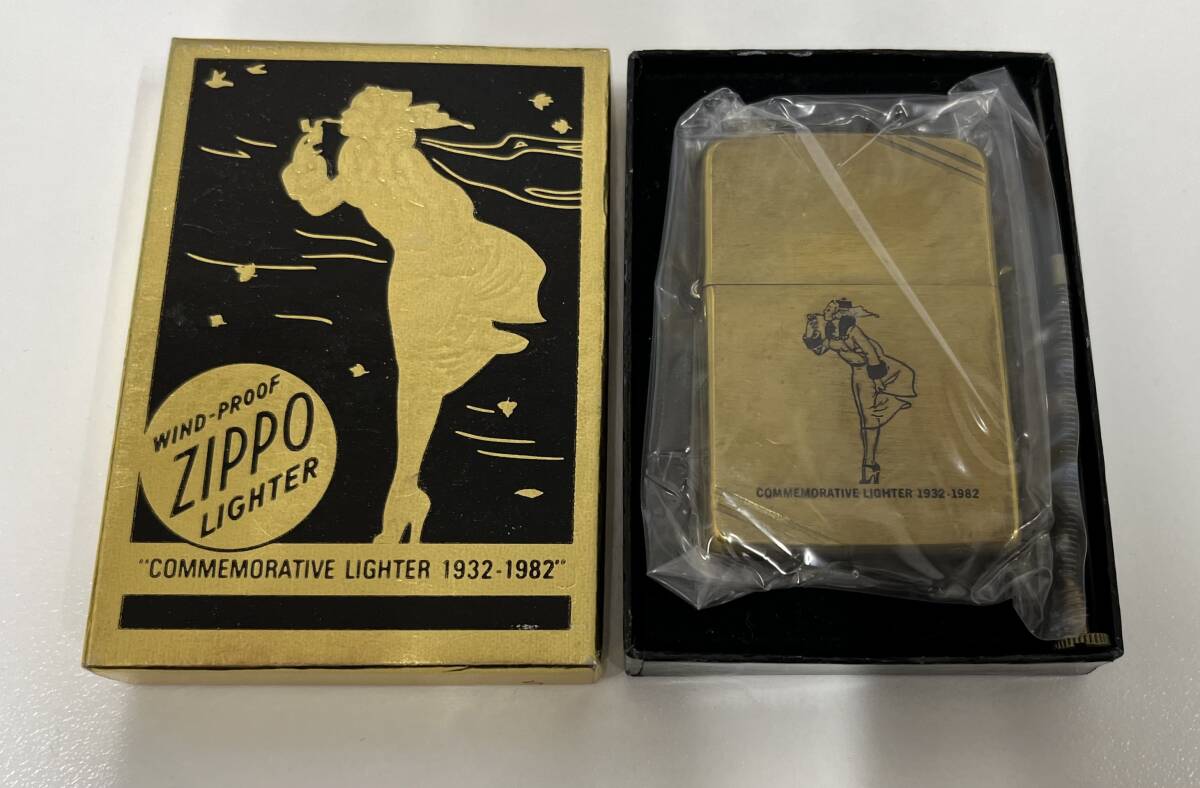 WIND-PROOF
ZIPPO
LIGHTER
"COMMEMORATIVE LIGHTER 1932-1982"
COMMEMORATIVE LIGHTER 1932-1982